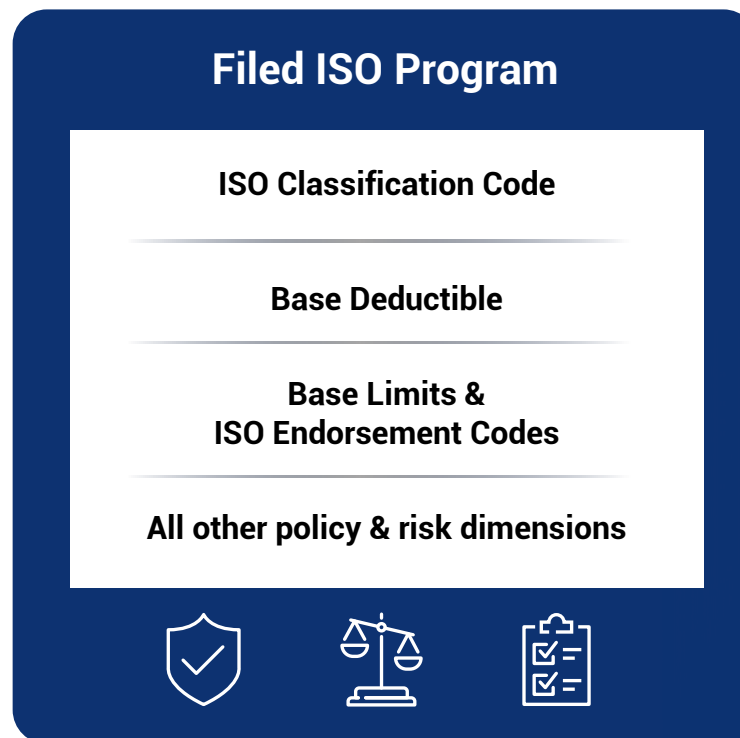 Filed ISO Program
ISO Classification Code
Base Deductible
Base Limits &
ISO Endorsement Codes
All other policy & risk dimensions